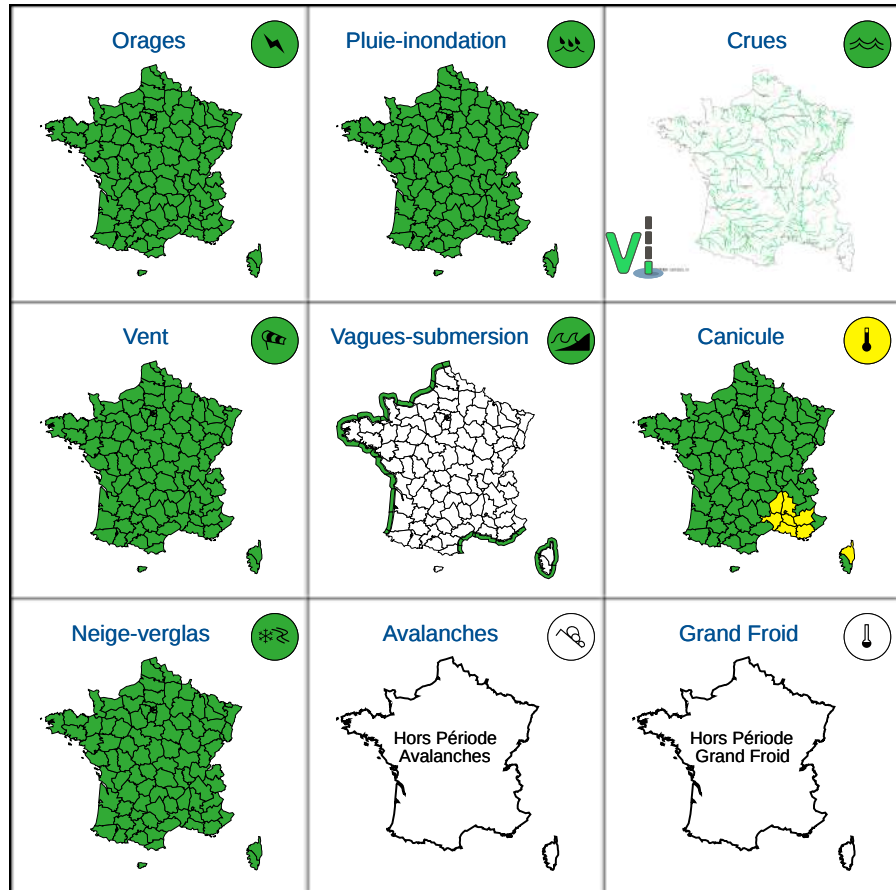 Orages
Pluie-inondation
Crues
Vent
Vagues-submersion
Canicule
Neige-verglas
Avalanches
Grand Froid
Hors Période
Avalanches
Hors Période
Grand Froid